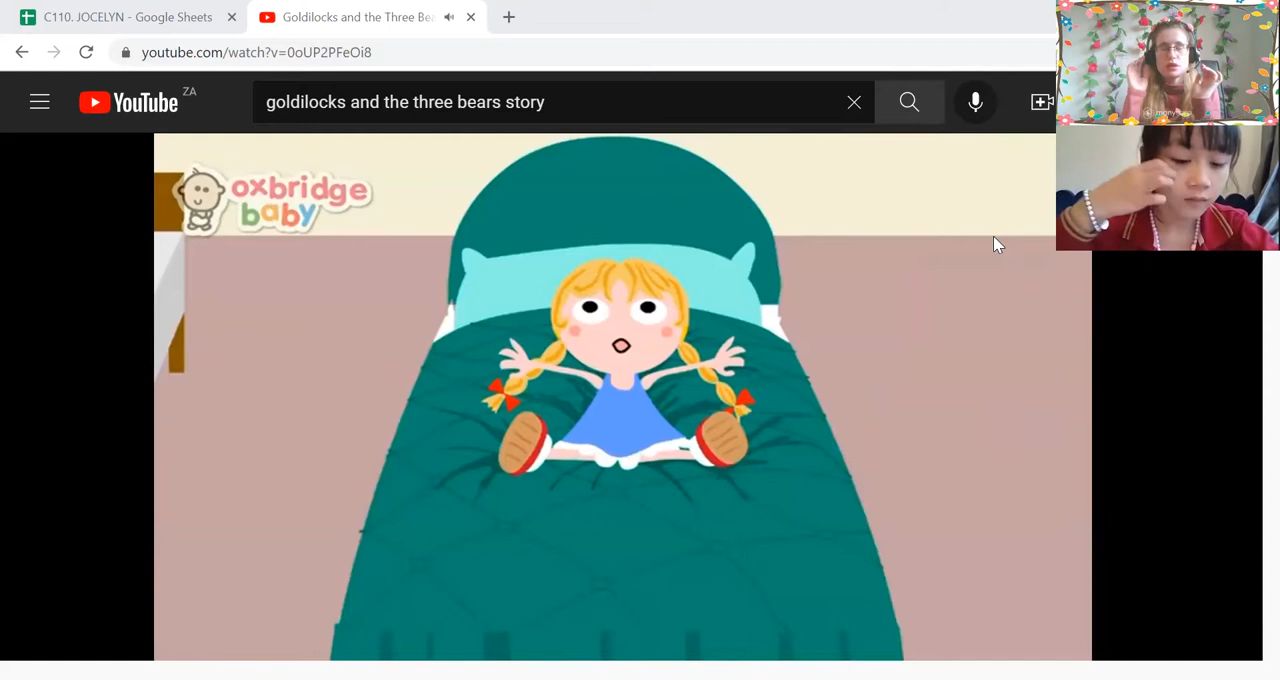 C110. JOCELYN - Google Sheets
Goldilocks and the Three Be
youtube.com/watch?v=0oUP2PFeOi8
YouTube ZA
goldilocks and the three bears story
oxbridge
baby